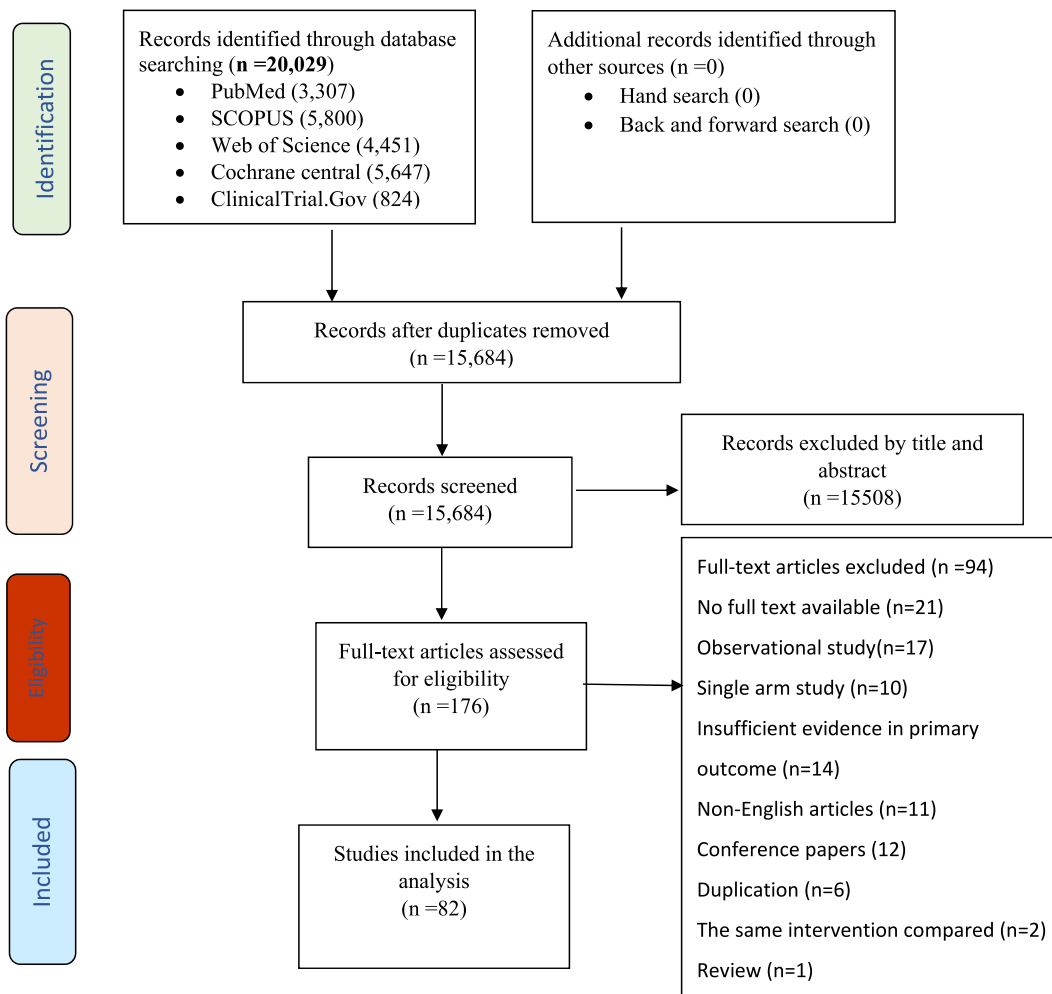 Identification
Records identified through database
searching (n =20,029)
• PubMed (3,307)
• SCOPUS (5,800)
• Web of Science (4,451)
• Cochrane central (5,647)
• ClinicalTrial.Gov (824)
Additional records identified through
other sources (n =0)
• Hand search (0)
• Back and forward search (0)
Screening
Records after duplicates removed
(n =15,684)
Records screened
(n =15,684)
Records excluded by title and
abstract
(n =15508)
Eligibility
Full-text articles assessed
for eligibility
(n =176)
Full-text articles excluded (n =94)
No full text available (n=21)
Observational study(n=17)
Single arm study (n=10)
Insufficient evidence in primary
outcome (n=14)
Non-English articles (n=11)
Conference papers (12)
Duplication (n=6)
The same intervention compared (n=2)
Review (n=1)
Included
Studies included in the
analysis
(n =82)